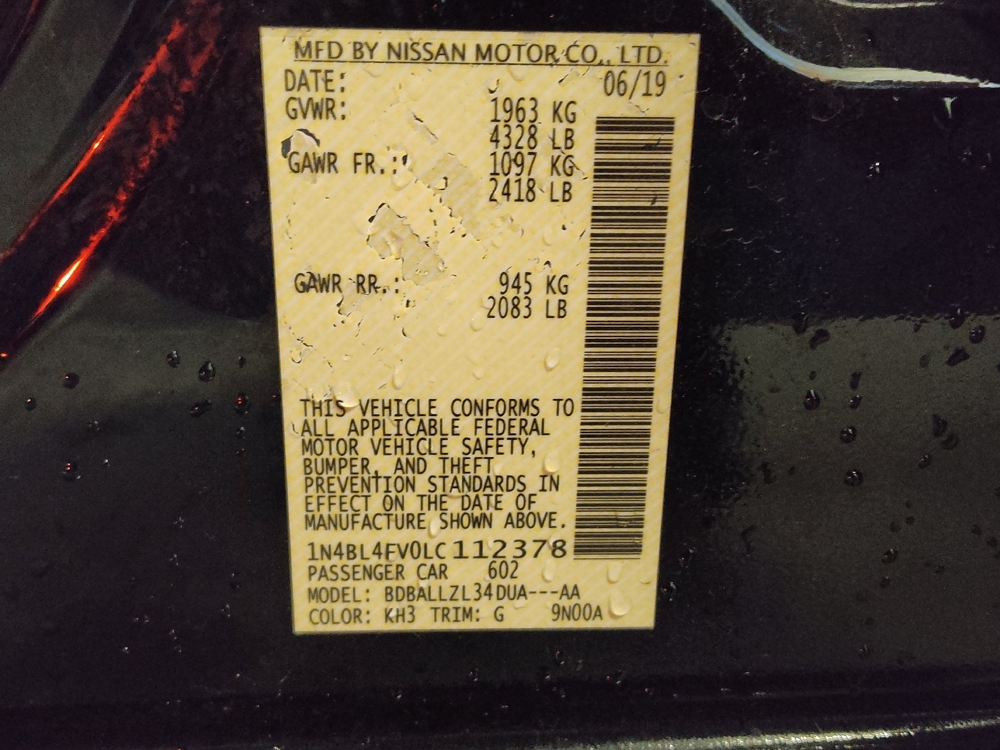 MFD BY NISSAN MOTOR CO., LTD.
DATE: 06/19
GVWR: 1963 KG
4328 LB
GAWR FR.: 1097 KG
2418 LB
GAWR RR.: 945 KG
2083 LB
THIS VEHICLE CONFORMS TO
ALL APPLICABLE FEDERAL
MOTOR VEHICLE SAFETY,
BUMPER, AND THEFT
PREVENTION STANDARDS IN
EFFECT ON THE DATE OF
MANUFACTURE SHOWN ABOVE.
1N4BL4FV0LC112378
PASSENGER CAR 602
MODEL: BDBALLZL34DUA---AA
COLOR: KH3 TRIM: G 9N00A